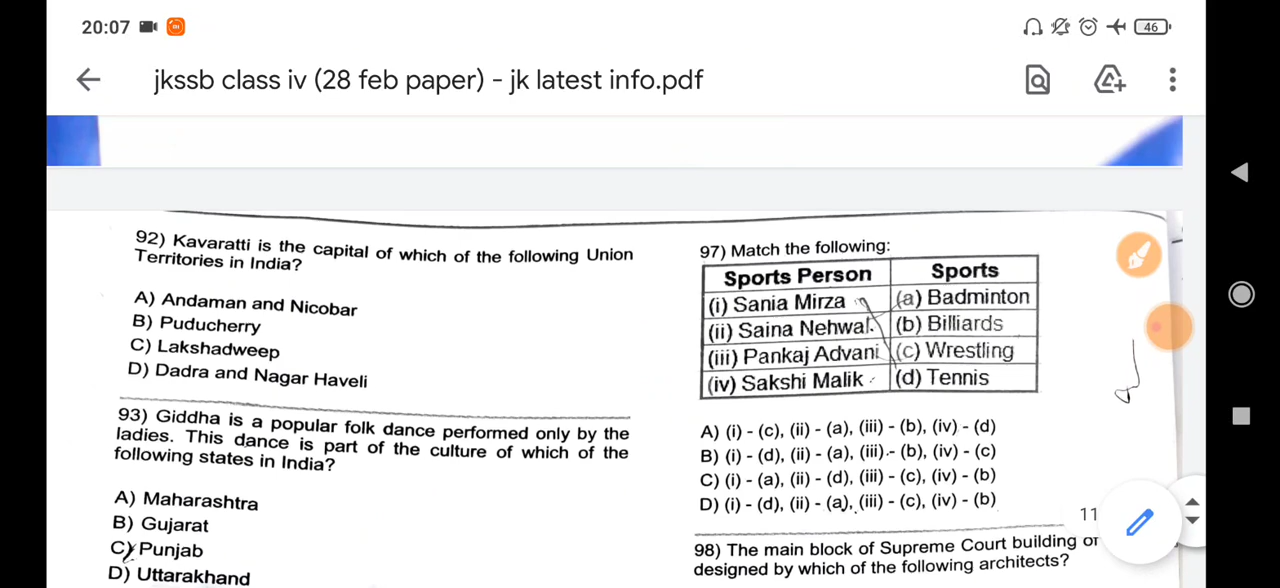 20:07
46
jkssb class iv (28 feb paper) - jk latest info.pdf
92) Kavaratti is the capital of which of the following Union
Territories in India?
A) Andaman and Nicobar
B) Puducherry
C) Lakshadweep
D) Dadra and Nagar Haveli
93) Giddha is a popular folk dance performed only by the
ladies. This dance is part of the culture of which of the
following states in India?
A) Maharashtra
B) Gujarat
C) Punjab
D) Uttarakhand
97) Match the following:
Sports Person Sports
(i) Sania Mirza (a) Badminton
(ii) Saina Nehwal (b) Billiards
(iii) Pankaj Advani (c) Wrestling
(iv) Sakshi Malik (d) Tennis
A) (i) - (c), (ii) - (a), (iii) - (b), (iv) - (d)
B) (i) - (d), (ii) - (a), (iii) - (b), (iv) - (c)
C) (i) - (a), (ii) - (d), (iii) - (c), (iv) - (b)
D) (i) - (d), (ii) - (a), (iii) - (c), (iv) - (b)
11
98) The main block of Supreme Court building of
designed by which of the following architects?